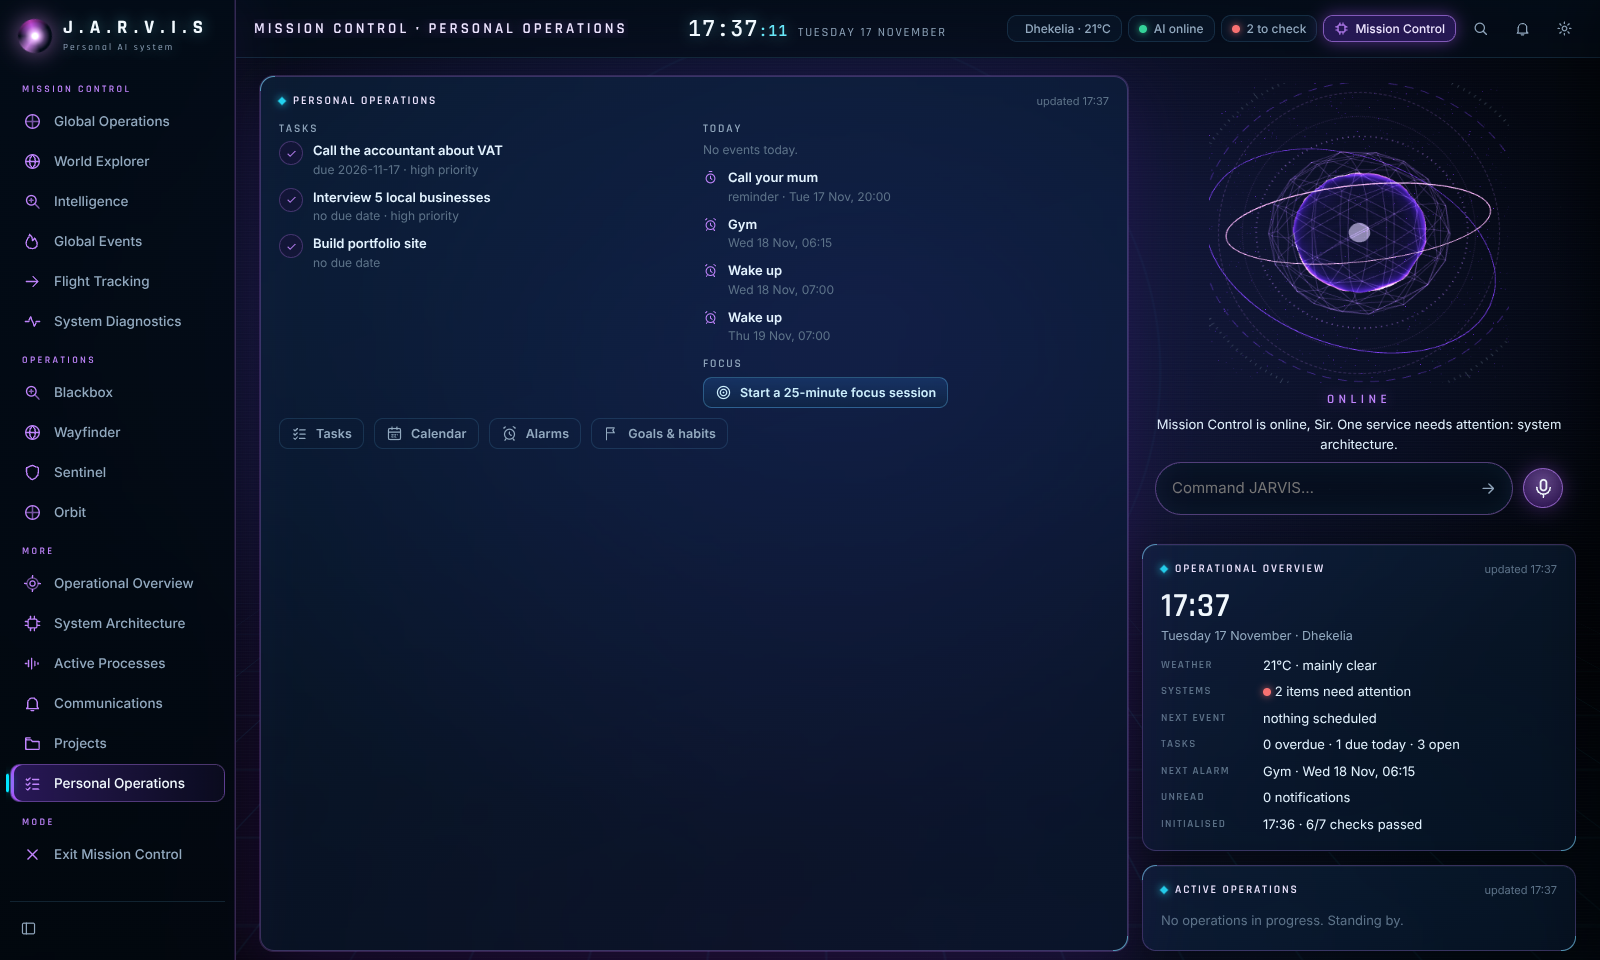 J.A.R.V.I.S
Personal AI system
MISSION CONTROL
Global Operations
World Explorer
Intelligence
Global Events
Flight Tracking
System Diagnostics
OPERATIONS
Blackbox
Wayfinder
Sentinel
Orbit
MORE
Operational Overview
System Architecture
Active Processes
Communications
Projects
Personal Operations
MODE
Exit Mission Control
MISSION CONTROL · PERSONAL OPERATIONS
17:37:11 TUESDAY 17 NOVEMBER
Dhekelia · 21°C
AI online
2 to check
Mission Control
PERSONAL OPERATIONS
updated 17:37
TASKS
Call the accountant about VAT
due 2026-11-17 · high priority
Interview 5 local businesses
no due date · high priority
Build portfolio site
no due date
TODAY
No events today.
Call your mum
reminder · Tue 17 Nov, 20:00
Gym
Wed 18 Nov, 06:15
Wake up
Wed 18 Nov, 07:00
Wake up
Thu 19 Nov, 07:00
FOCUS
Start a 25-minute focus session
Tasks
Calendar
Alarms
Goals & habits
ONLINE
Mission Control is online, Sir. One service needs attention: system
architecture.
Command JARVIS...
OPERATIONAL OVERVIEW
updated 17:37
17:37
Tuesday 17 November · Dhekelia
WEATHER 21°C · mainly clear
SYSTEMS 2 items need attention
NEXT EVENT nothing scheduled
TASKS 0 overdue · 1 due today · 3 open
NEXT ALARM Gym · Wed 18 Nov, 06:15
UNREAD 0 notifications
INITIALISED 17:36 · 6/7 checks passed
ACTIVE OPERATIONS
updated 17:37
No operations in progress. Standing by.